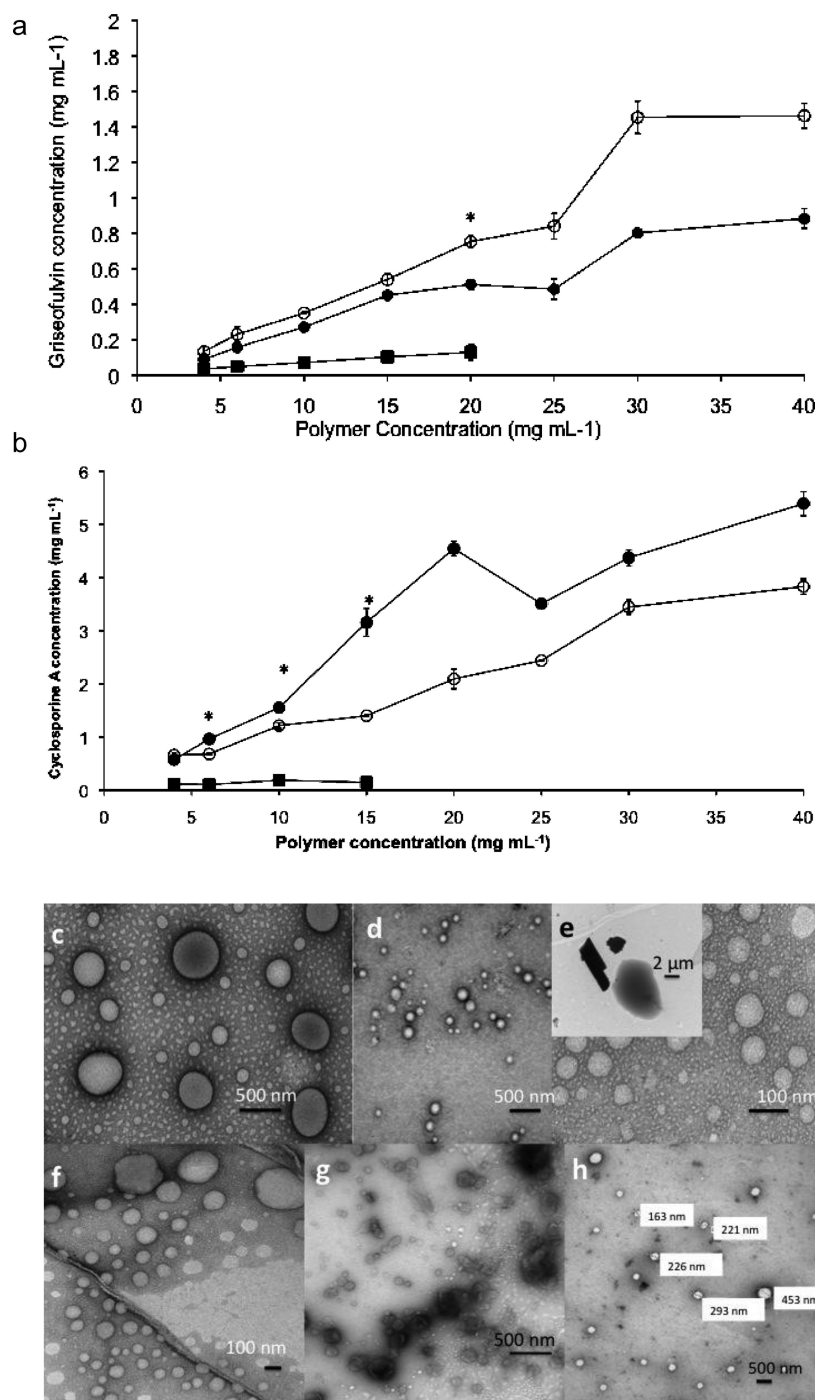 a
Griseofulvin concentration (mg mL-1)
2
1.8
1.6
1.4
1.2
1
0.8
0.6
0.4
0.2
0
*
0 5 10 15 20 25 30 35 40
Polymer Concentration (mg mL-1)
b
Cyclosporine A concentration (mg mL-1)
6
5
4
3
2
1
0
* * *
0 5 10 15 20 25 30 35 40
Polymer concentration (mg mL-1)
c
500 nm
d
500 nm
e
2 μm
100 nm
f
100 nm
g
500 nm
h
163 nm
221 nm
226 nm
293 nm
453 nm
500 nm